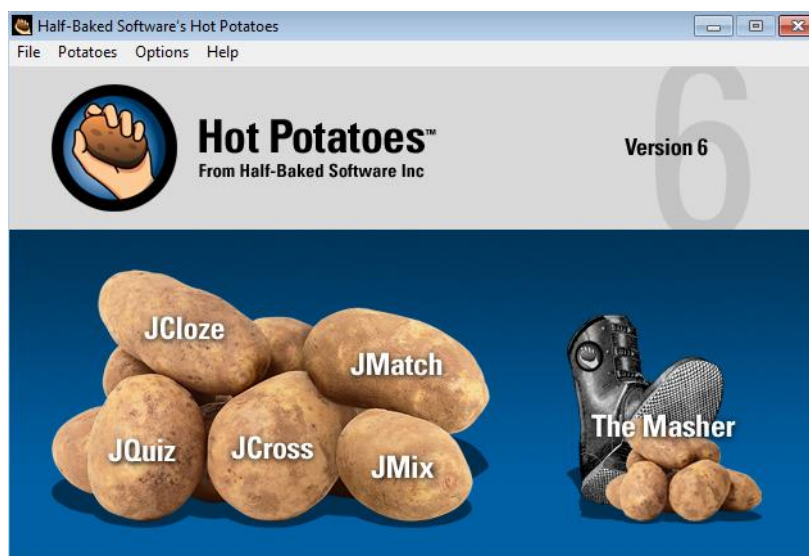 Half-Baked Software's Hot Potatoes
File Potatoes Options Help
Hot Potatoes™
From Half-Baked Software Inc
6
Version 6
JCloze
JMatch
The Masher
JQuiz
JCross
JMix